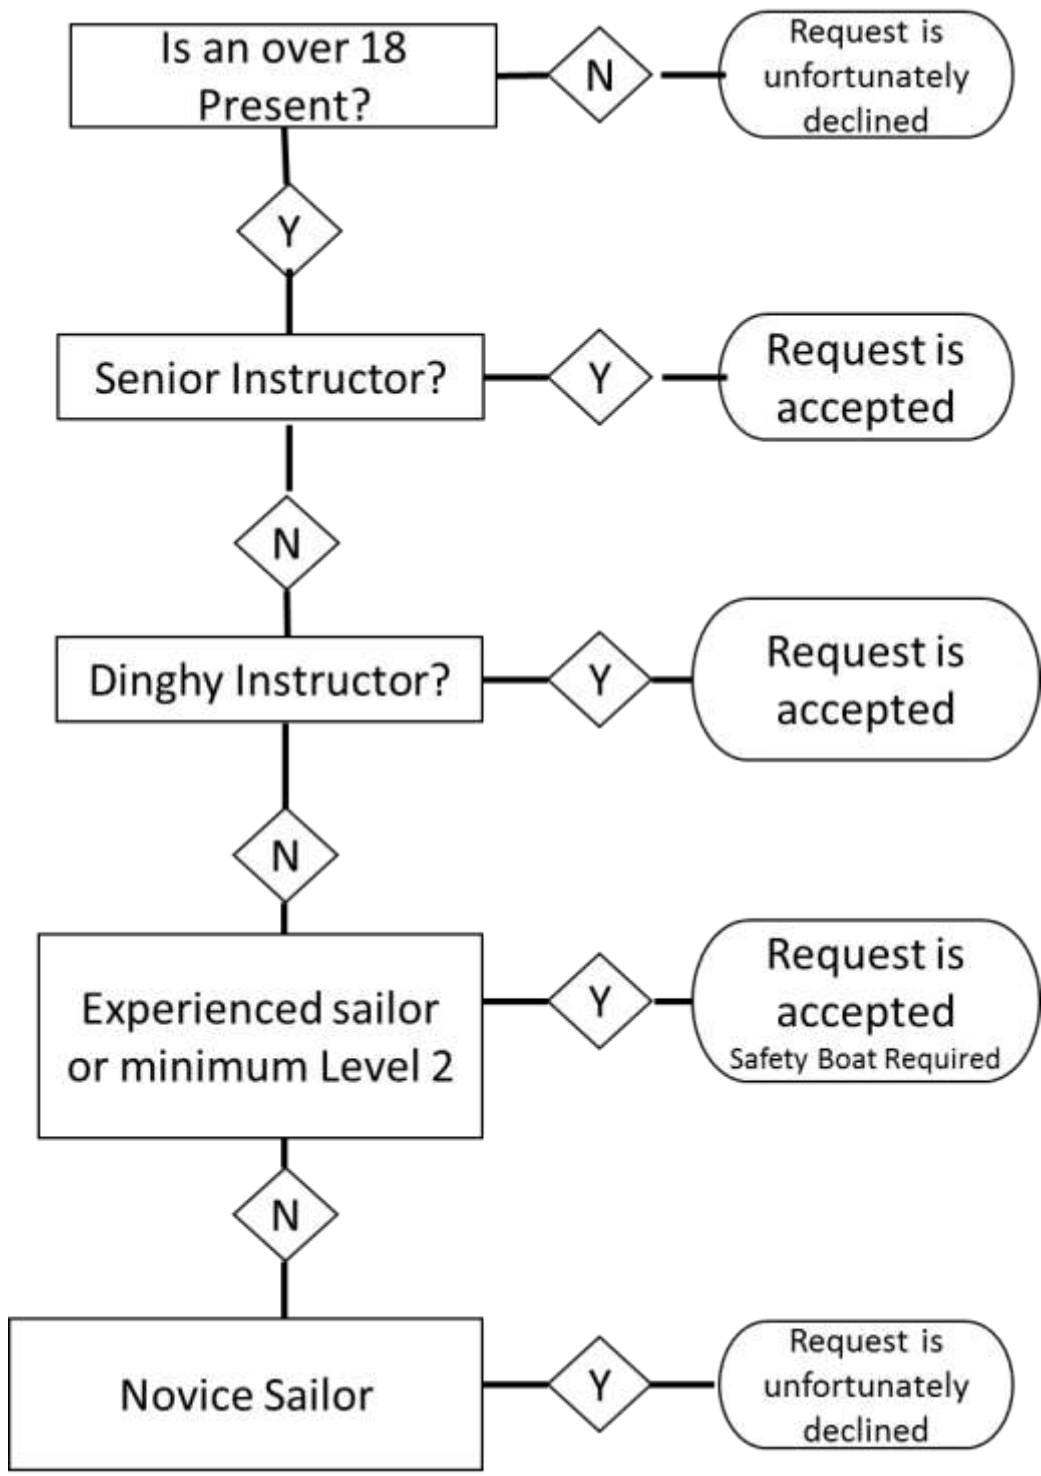 Is an over 18
Present?
N
Request is
unfortunately
declined
Y
Senior Instructor?
Y
Request is
accepted
N
Dinghy Instructor?
Y
Request is
accepted
N
Experienced sailor
or minimum Level 2
Y
Request is
accepted
Safety Boat Required
N
Novice Sailor
Y
Request is
unfortunately
declined